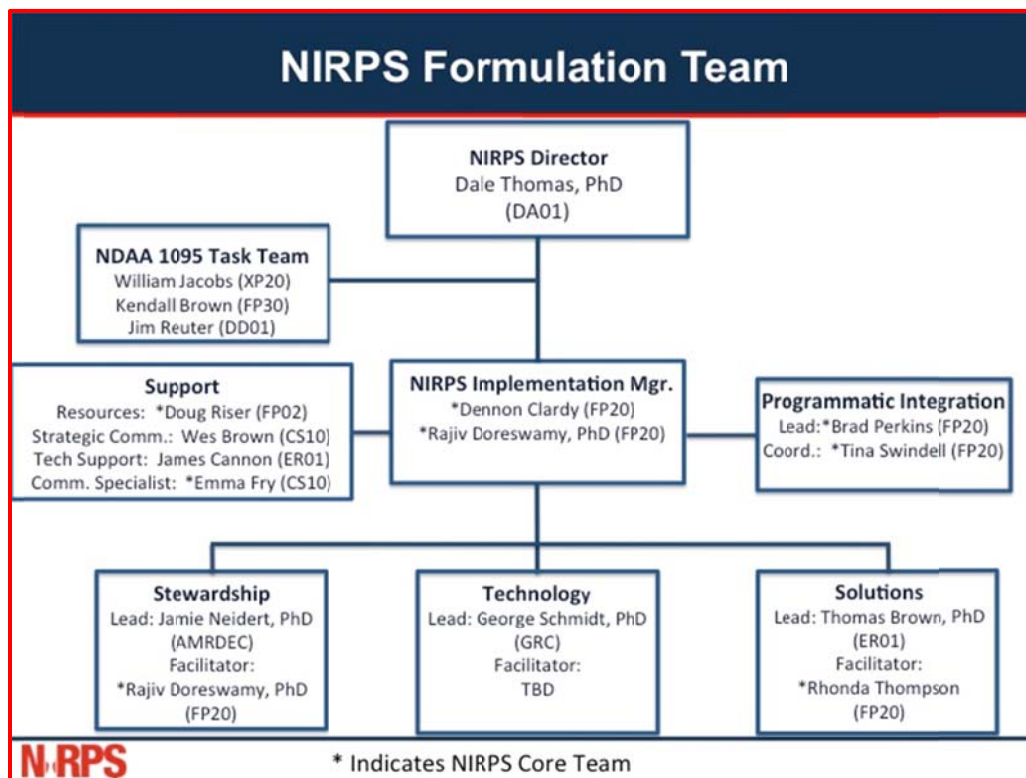 NIRPS Formulation Team
NIRPS Director
Dale Thomas, PhD
(DA01)
NDAA 1095 Task Team
William Jacobs (XP20)
Kendall Brown (FP30)
Jim Reuter (DD01)
Support
Resources: *Doug Riser (FP02)
Strategic Comm.: Wes Brown (CS10)
Tech Support: James Cannon (ER01)
Comm. Specialist: *Emma Fry (CS10)
NIRPS Implementation Mgr.
*Dennon Clardy (FP20)
*Rajiv Doreswamy, PhD (FP20)
Programmatic Integration
Lead:*Brad Perkins (FP20)
Coord.: *Tina Swindell (FP20)
Stewardship
Lead: Jamie Neidert, PhD
(AMRDEC)
Facilitator:
*Rajiv Doreswamy, PhD
(FP20)
Technology
Lead: George Schmidt, PhD
(GRC)
Facilitator:
TBD
Solutions
Lead: Thomas Brown, PhD
(ER01)
Facilitator:
*Rhonda Thompson
(FP20)
NIRPS
* Indicates NIRPS Core Team